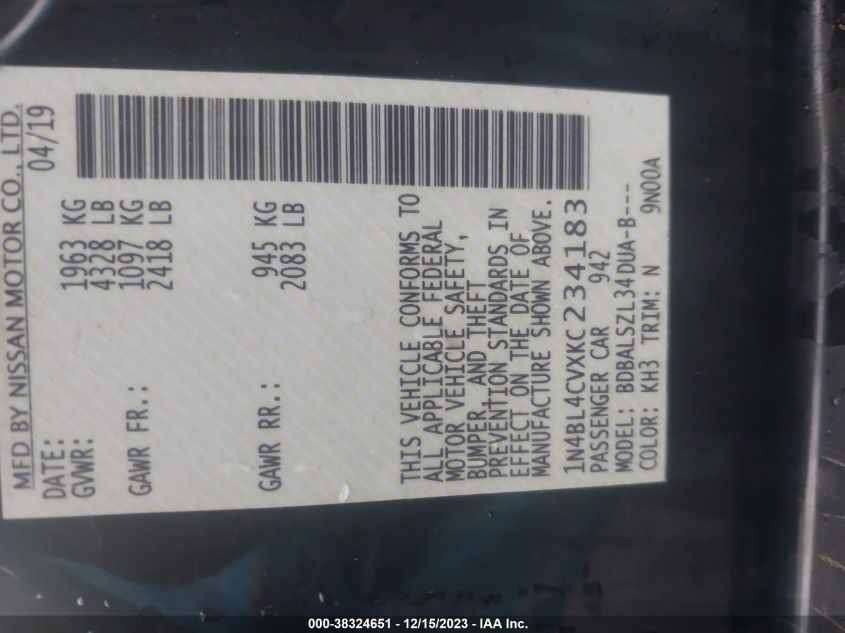 MFD BY NISSAN MOTOR CO., LTD.
DATE: 04/19
GVWR: 1963 KG
4328 LB
GAWR FR.: 1097 KG
2418 LB
GAWR RR.: 945 KG
2083 LB
THIS VEHICLE CONFORMS TO
ALL APPLICABLE FEDERAL
MOTOR VEHICLE SAFETY,
BUMPER, AND THEFT
PREVENTION STANDARDS IN
EFFECT ON THE DATE OF
MANUFACTURE SHOWN ABOVE.
1N4BL4CVXKC234183
PASSENGER CAR 942
MODEL: BDBALSZL34DUA-B---
COLOR: KH3 TRIM: N 9N00A
000-38324651 - 12/15/2023 - IAA Inc.